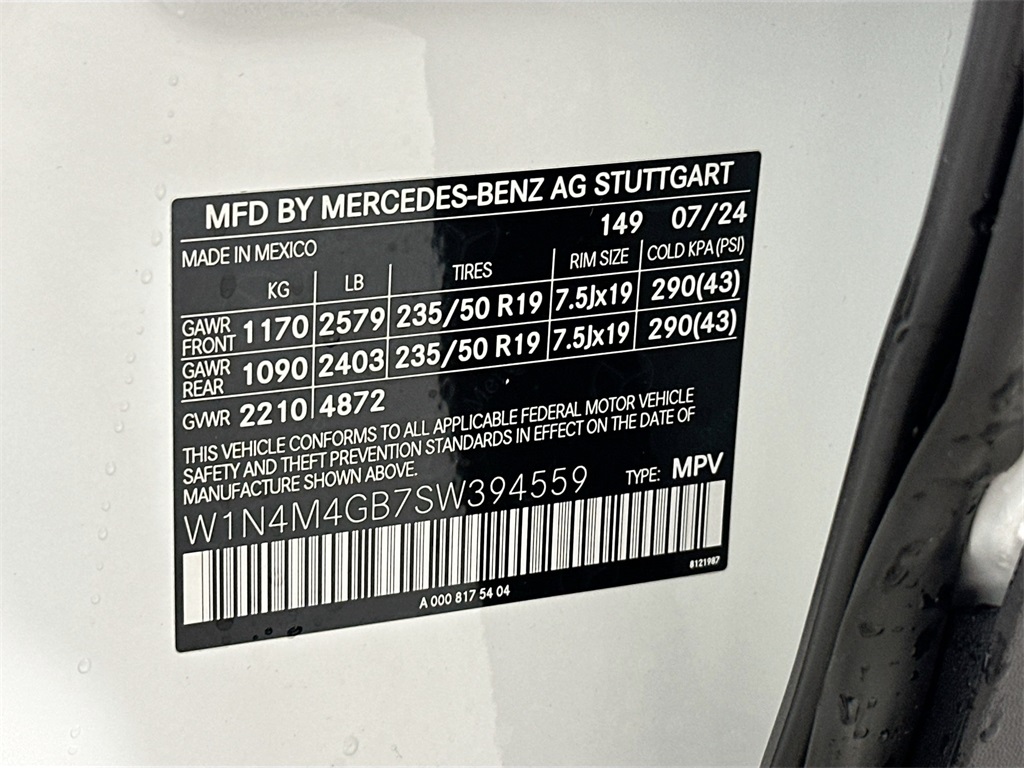 MFD BY MERCEDES-BENZ AG STUTTGART
149 07/24
MADE IN MEXICO
KG LB TIRES RIM SIZE COLD KPA (PSI)
GAWR FRONT 1170 2579 235/50 R19 7.5Jx19 290(43)
GAWR REAR 1090 2403 235/50 R19 7.5Jx19 290(43)
GVWR 2210 4872
THIS VEHICLE CONFORMS TO ALL APPLICABLE FEDERAL MOTOR VEHICLE
SAFETY AND THEFT PREVENTION STANDARDS IN EFFECT ON THE DATE OF
MANUFACTURE SHOWN ABOVE.
W1N4M4GB7SW394559 TYPE: MPV
8121987
A 000 817 54 04